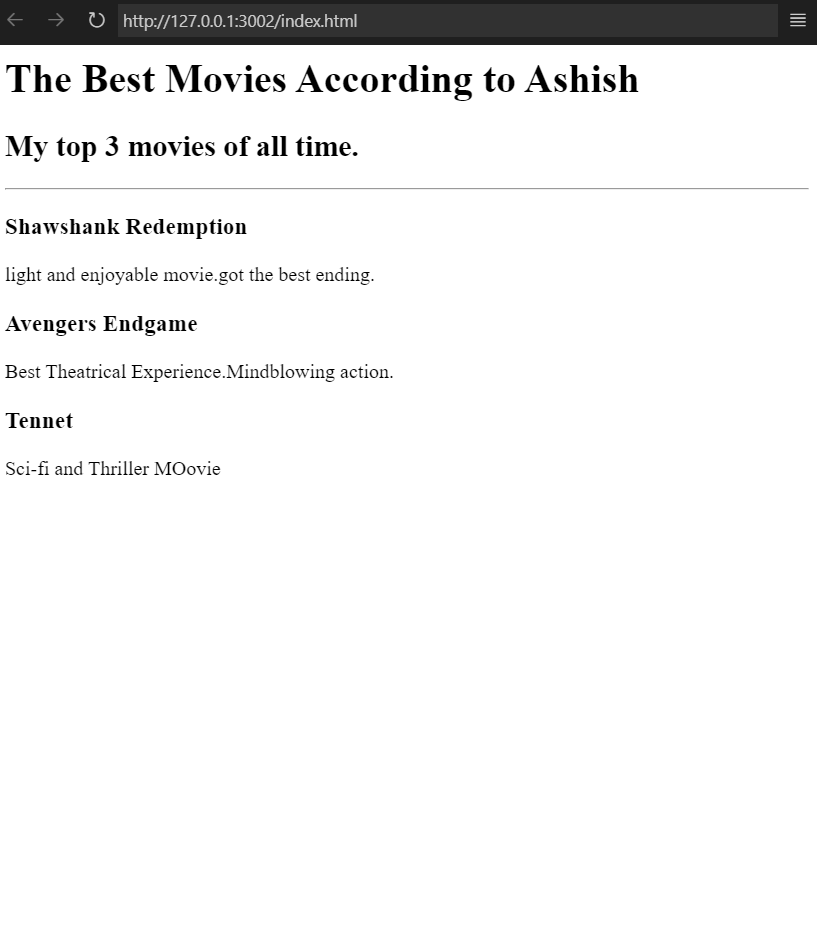 http://127.0.0.1:3002/index.html
The Best Movies According to Ashish
My top 3 movies of all time.
Shawshank Redemption
light and enjoyable movie.got the best ending.
Avengers Endgame
Best Theatrical Experience.Mindblowing action.
Tennet
Sci-fi and Thriller MOovie